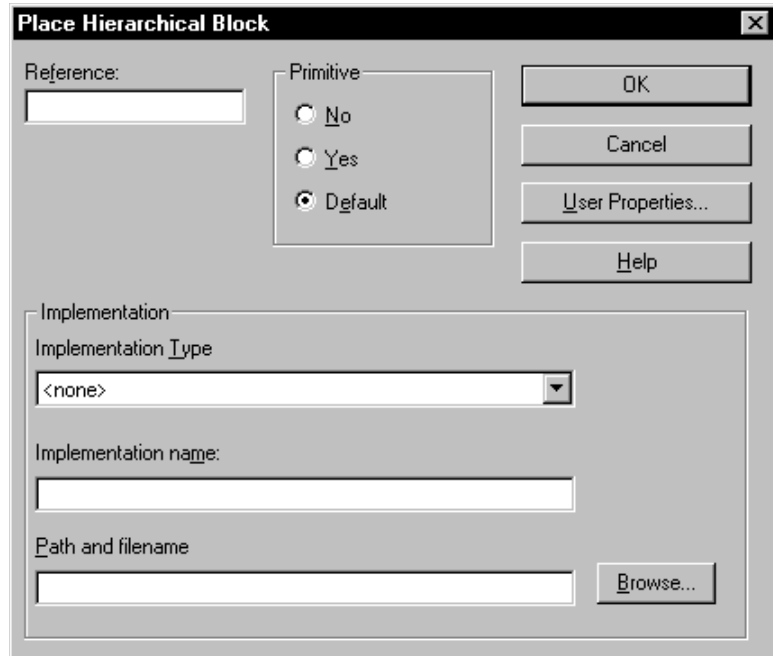 Place Hierarchical Block
Reference:
Primitive
No
Yes
Default
OK
Cancel
User Properties...
Help
Implementation
Implementation Type
<none>
Implementation name:
Path and filename
Browse...